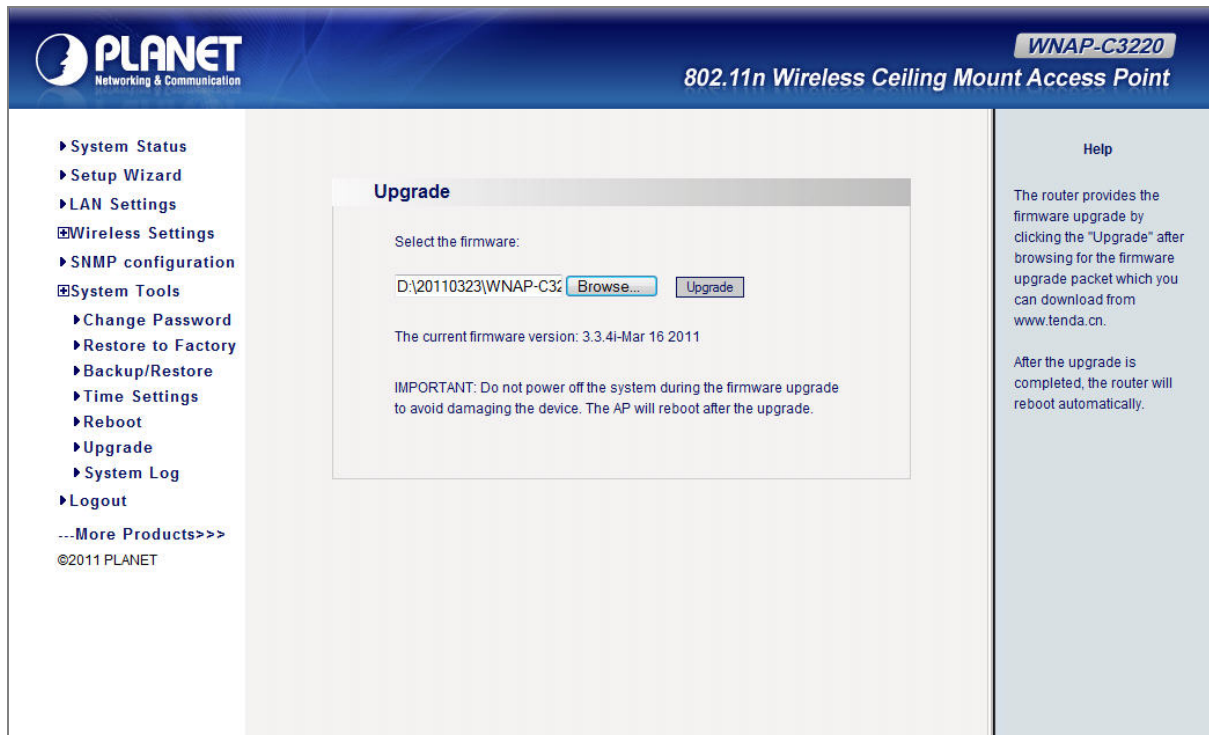 PLANET
Networking & Communication
WNAP-C3220
802.11n Wireless Ceiling Mount Access Point
System Status
Setup Wizard
LAN Settings
Wireless Settings
SNMP configuration
System Tools
Change Password
Restore to Factory
Backup/Restore
Time Settings
Reboot
Upgrade
System Log
Logout
---More Products>>>
©2011 PLANET
Upgrade
Select the firmware:
D:\20110323\WNAP-C32 Browse... Upgrade
The current firmware version: 3.3.4i-Mar 16 2011
IMPORTANT: Do not power off the system during the firmware upgrade
to avoid damaging the device. The AP will reboot after the upgrade.
Help
The router provides the
firmware upgrade by
clicking the "Upgrade" after
browsing for the firmware
upgrade packet which you
can download from
www.tenda.cn.
After the upgrade is
completed, the router will
reboot automatically.